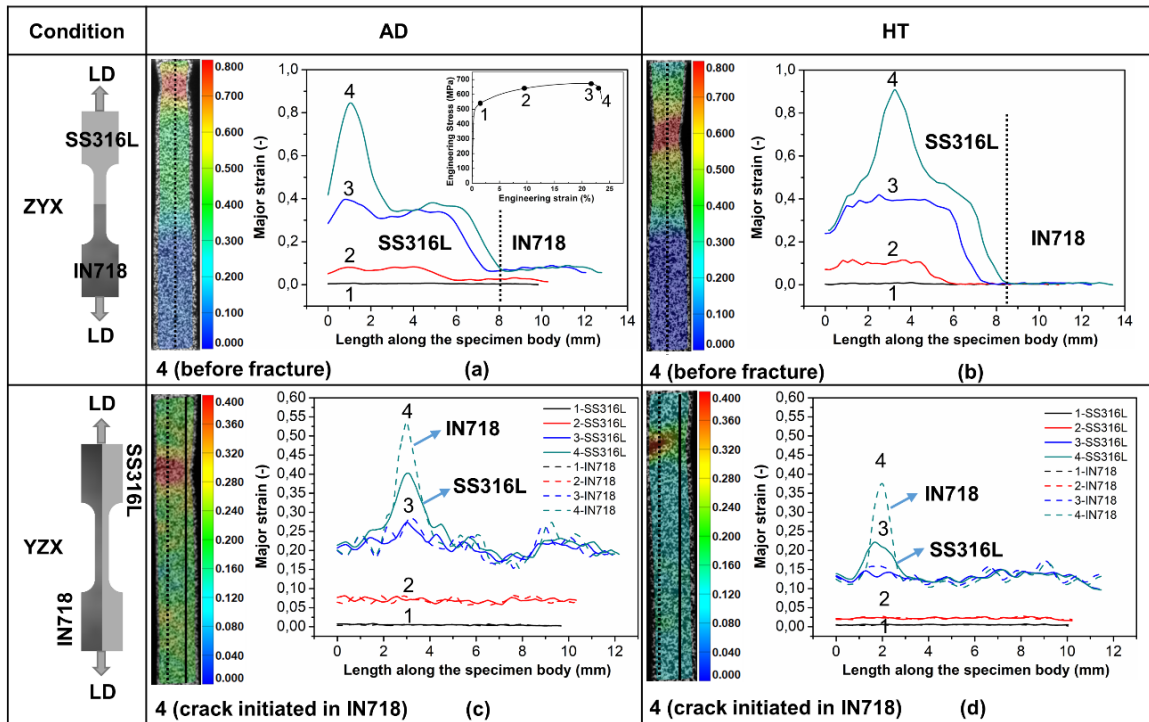 Condition
AD
HT
LD
SS316L
ZYX
IN718
LD
0.800
0.700
0.600
0.500
0.400
0.300
0.200
0.100
0.000
4 (before fracture)
Major strain (-)
1,0
0,8
0,6
0,4
0,2
0,0
4
3
2
1
SS316L
IN718
0 2 4 6 8 10 12 14
Length along the specimen body (mm)
(a)
Engineering Stress (MPa)
700
600
500
400
300
200
100
0
1
2
3
4
0 5 10 15 20 25
Engineering strain (%)
0.800
0.700
0.600
0.500
0.400
0.300
0.200
0.100
0.000
4 (before fracture)
Major strain (-)
1,0
0,8
0,6
0,4
0,2
0,0
4
3
2
1
SS316L
IN718
0 2 4 6 8 10 12 14
Length along the specimen body (mm)
(b)
LD
SS316L
YZX
IN718
LD
0.400
0.360
0.320
0.280
0.240
0.200
0.160
0.120
0.080
0.040
0.000
4 (crack initiated in IN718)
Major strain (-)
0,60
0,55
0,50
0,45
0,40
0,35
0,30
0,25
0,20
0,15
0,10
0,05
0,00
4
IN718
SS316L
3
2
1
1-SS316L
2-SS316L
3-SS316L
4-SS316L
1-IN718
2-IN718
3-IN718
4-IN718
0 2 4 6 8 10 12
Length along the specimen body (mm)
(c)
0.400
0.360
0.320
0.280
0.240
0.200
0.160
0.120
0.080
0.040
0.000
4 (crack initiated in IN718)
Major strain (-)
0,60
0,55
0,50
0,45
0,40
0,35
0,30
0,25
0,20
0,15
0,10
0,05
0,00
4
IN718
3
SS316L
2
1
1-SS316L
2-SS316L
3-SS316L
4-SS316L
1-IN718
2-IN718
3-IN718
4-IN718
0 2 4 6 8 10 12
Length along the specimen body (mm)
(d)